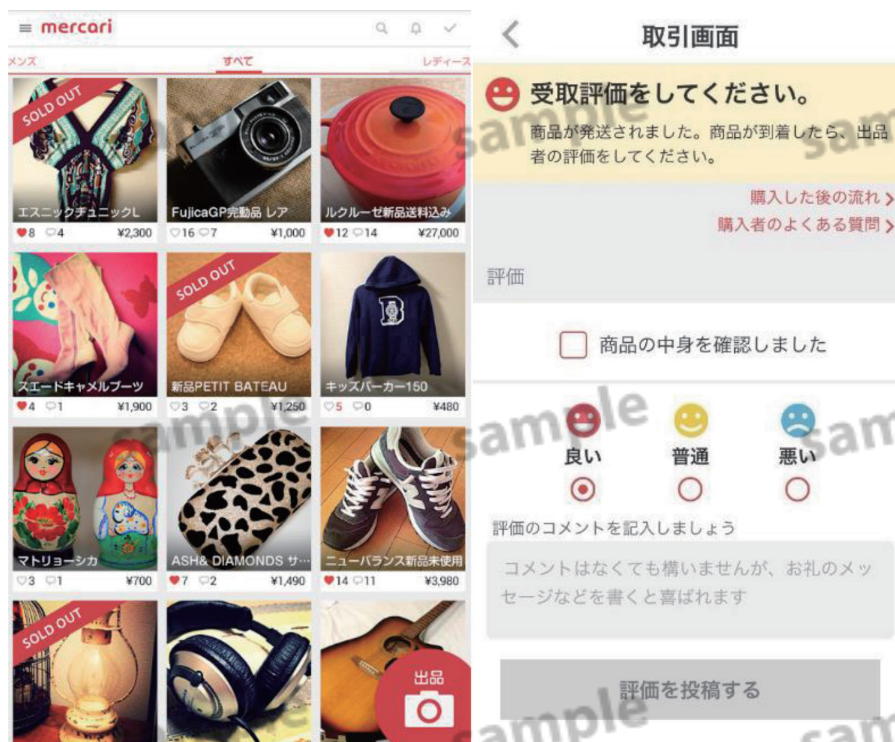 mercari
メンズ
すべて
レディース
SOLD OUT
エスニックチュニックL
8 4 ¥2,300
FujicaGP完動品 レア
16 7 ¥1,000
ルクルーゼ新品送料込み
12 14 ¥27,000
スエードキャメルブーツ
4 1 ¥1,900
SOLD OUT
新品PETIT BATEAU
3 2 ¥1,250
キッズパーカー150
5 0 ¥480
マトリョーシカ
3 1 ¥700
ASH& DIAMONDS サ…
7 2 ¥1,490
ニューバランス新品未使用
14 11 ¥3,980
SOLD OUT
出品
取引画面
受取評価をしてください。
商品が発送されました。商品が到着したら、出品
者の評価をしてください。
購入した後の流れ
購入者のよくある質問
評価
商品の中身を確認しました
良い
普通
悪い
評価のコメントを記入しましょう
コメントはなくても構いませんが、お礼のメッ
セージなどを書くと喜ばれます
評価を投稿する
sample
sample
sample
sample
sample